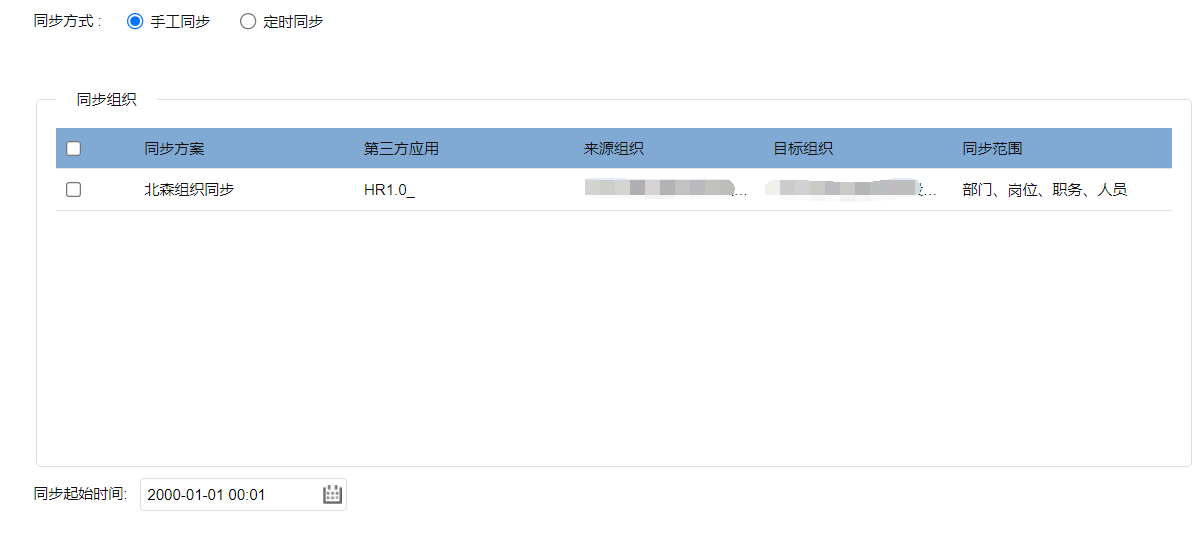 同步方式 : 手工同步 定时同步
同步组织
同步方案 第三方应用 来源组织 目标组织 同步范围
北森组织同步 HR1.0_ ... ... 部门、岗位、职务、人员
同步起始时间: 2000-01-01 00:01